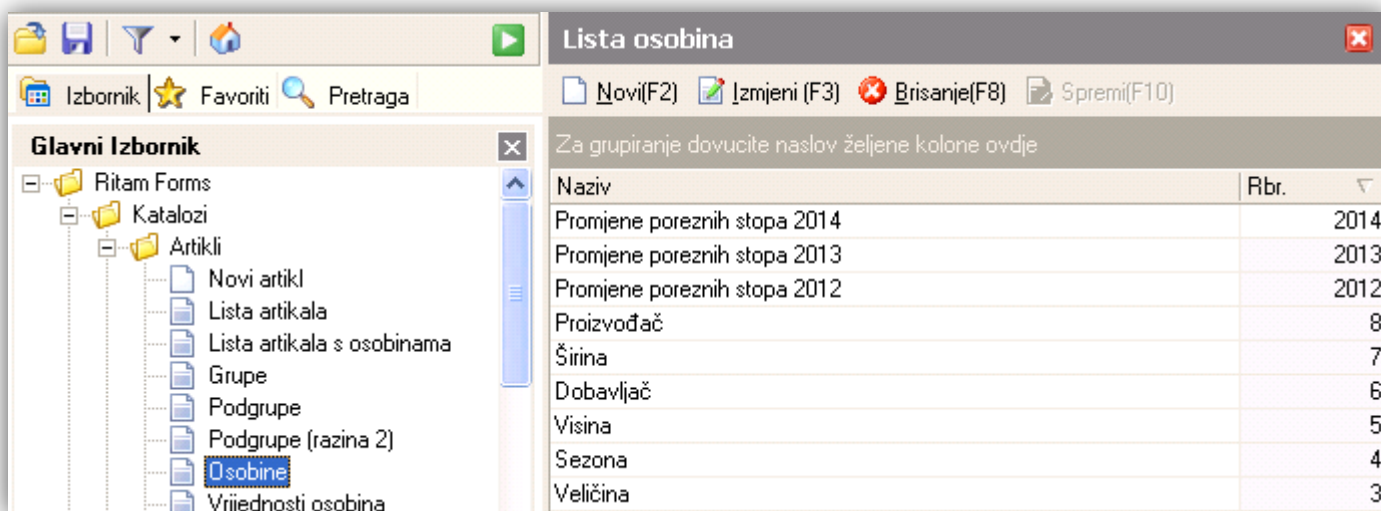 Izbornik Favoriti Pretraga
Glavni Izbornik
Ritam Forms
Katalozi
Artikli
Novi artikl
Lista artikala
Lista artikala s osobinama
Grupe
Podgrupe
Podgrupe (razina 2)
Osobine
Vrijednosti osobina
Lista osobina
Novi(F2) Izmjeni (F3) Brisanje(F8) Spremi(F10)
Za grupiranje dovucite naslov željene kolone ovdje
Naziv Rbr.
Promjene poreznih stopa 2014 2014
Promjene poreznih stopa 2013 2013
Promjene poreznih stopa 2012 2012
Proizvođač 8
Širina 7
Dobavljač 6
Visina 5
Sezona 4
Veličina 3